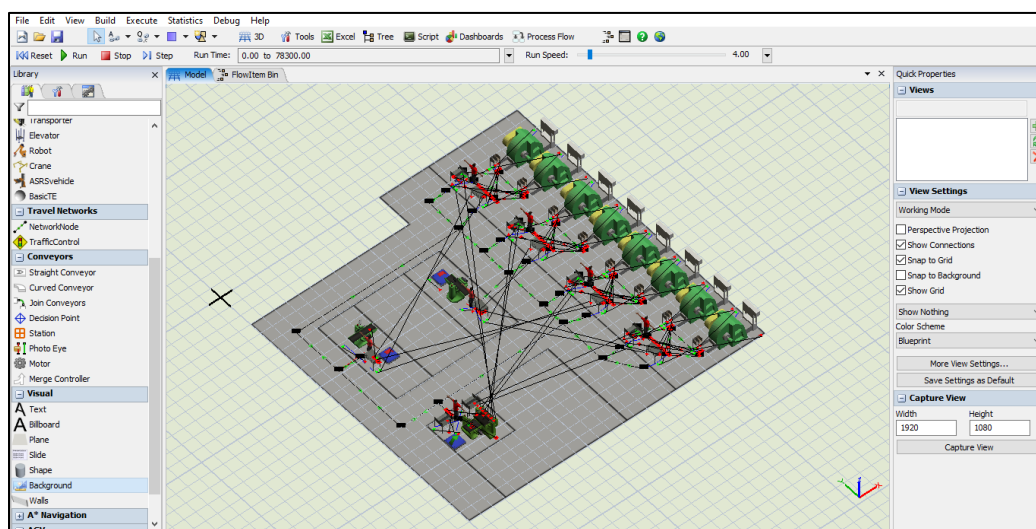 File Edit View Build Execute Statistics Debug Help
3D Tools Excel Tree Script Dashboards Process Flow
Reset Run Stop Step Run Time: 0.00 to 78300.00 Run Speed: 4.00
Library
Model FlowItem Bin
Transporter
Elevator
Robot
Crane
ASRSvehicle
BasicTE
Travel Networks
NetworkNode
TrafficControl
Conveyors
Straight Conveyor
Curved Conveyor
Join Conveyors
Decision Point
Station
Photo Eye
Motor
Merge Controller
Visual
Text
Billboard
Plane
Slide
Shape
Background
Walls
A* Navigation
AGV
Quick Properties
Views
View Settings
Working Mode
Perspective Projection
Show Connections
Snap to Grid
Snap to Background
Show Grid
Show Nothing
Color Scheme
Blueprint
More View Settings...
Save Settings as Default
Capture View
Width Height
1920 1080
Capture View